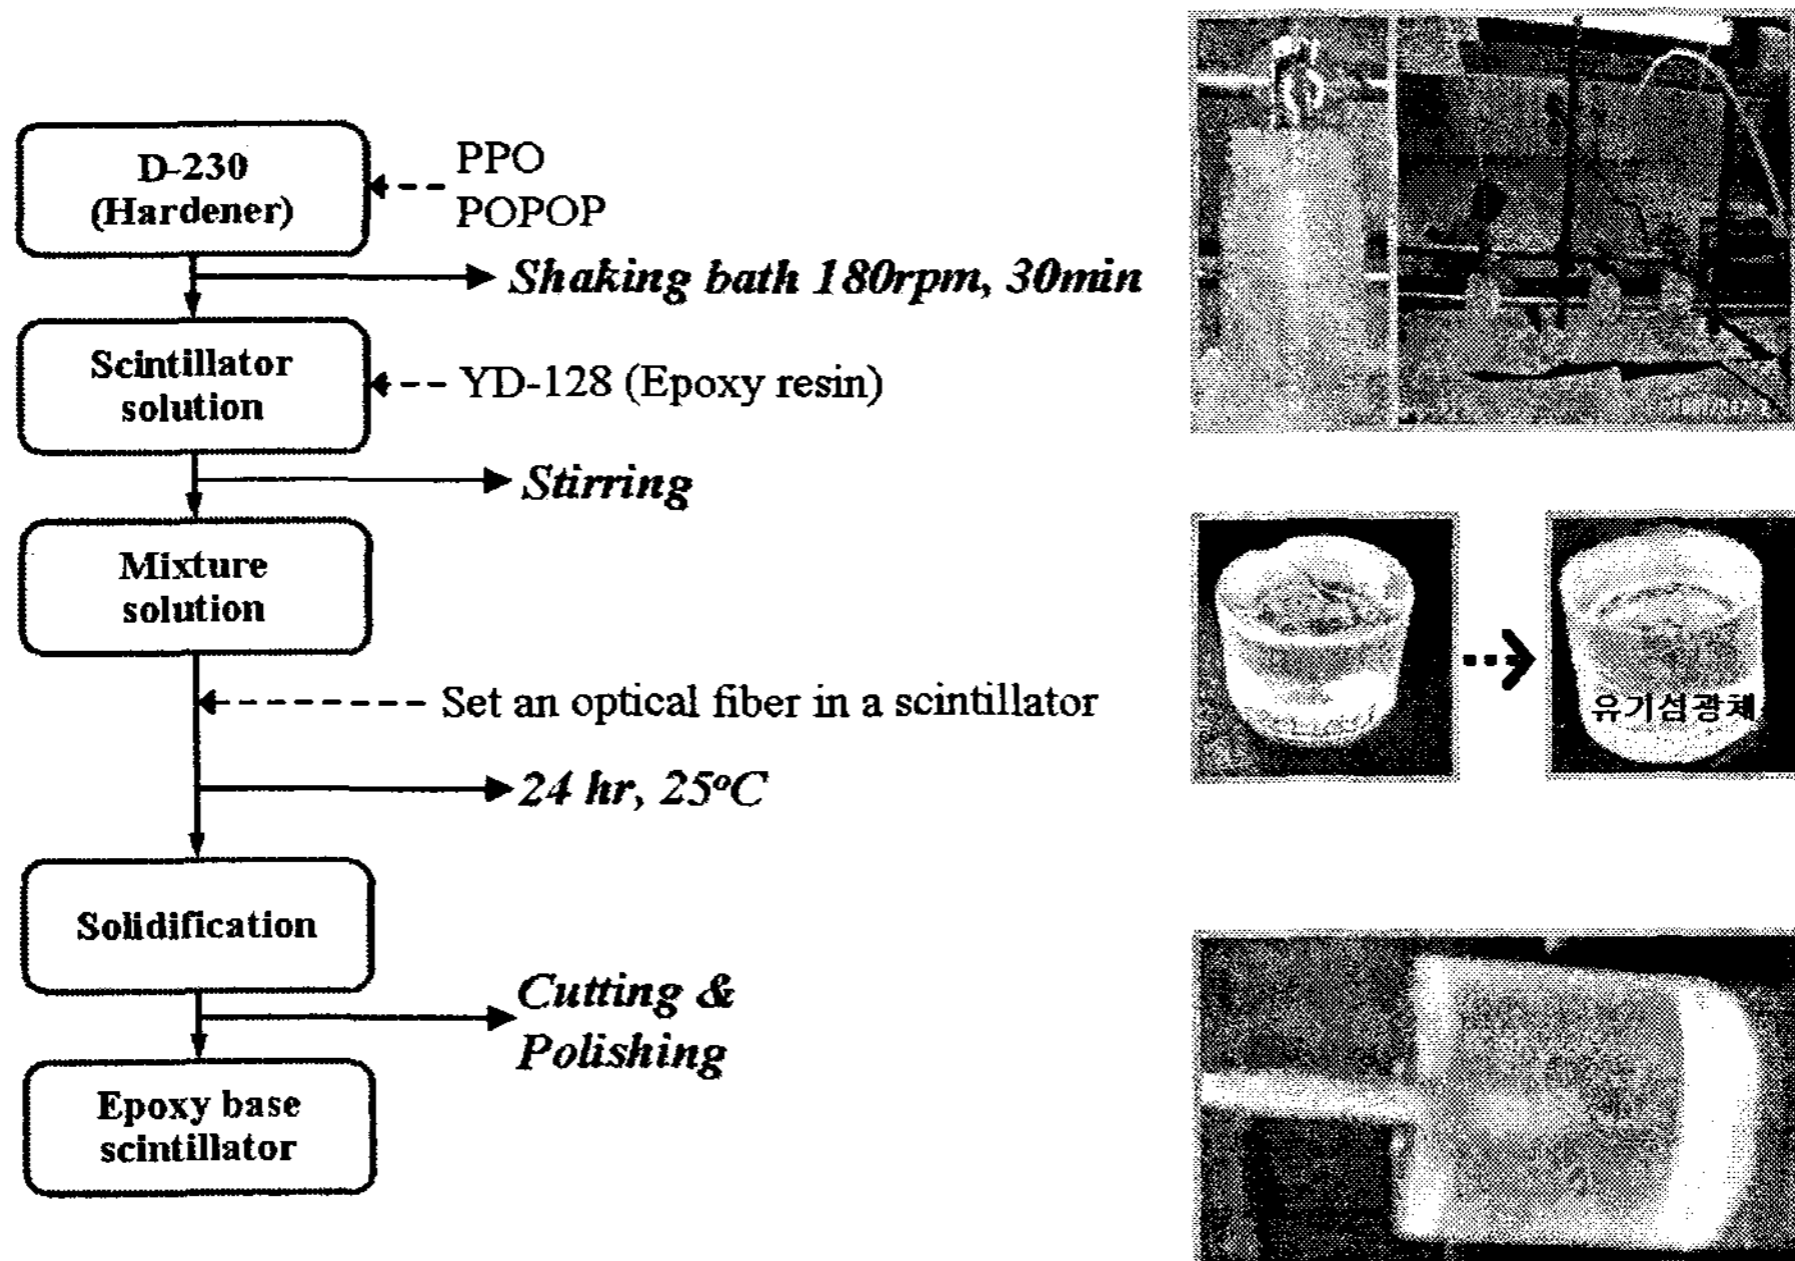 D-230
(Hardener)
PPO
POPOP
Shaking bath 180rpm, 30min
Scintillator
solution
YD-128 (Epoxy resin)
Stirring
Mixture
solution
Set an optical fiber in a scintillator
24 hr, 25°C
Solidification
Cutting &
Polishing
Epoxy base
scintillator
유기섬광체